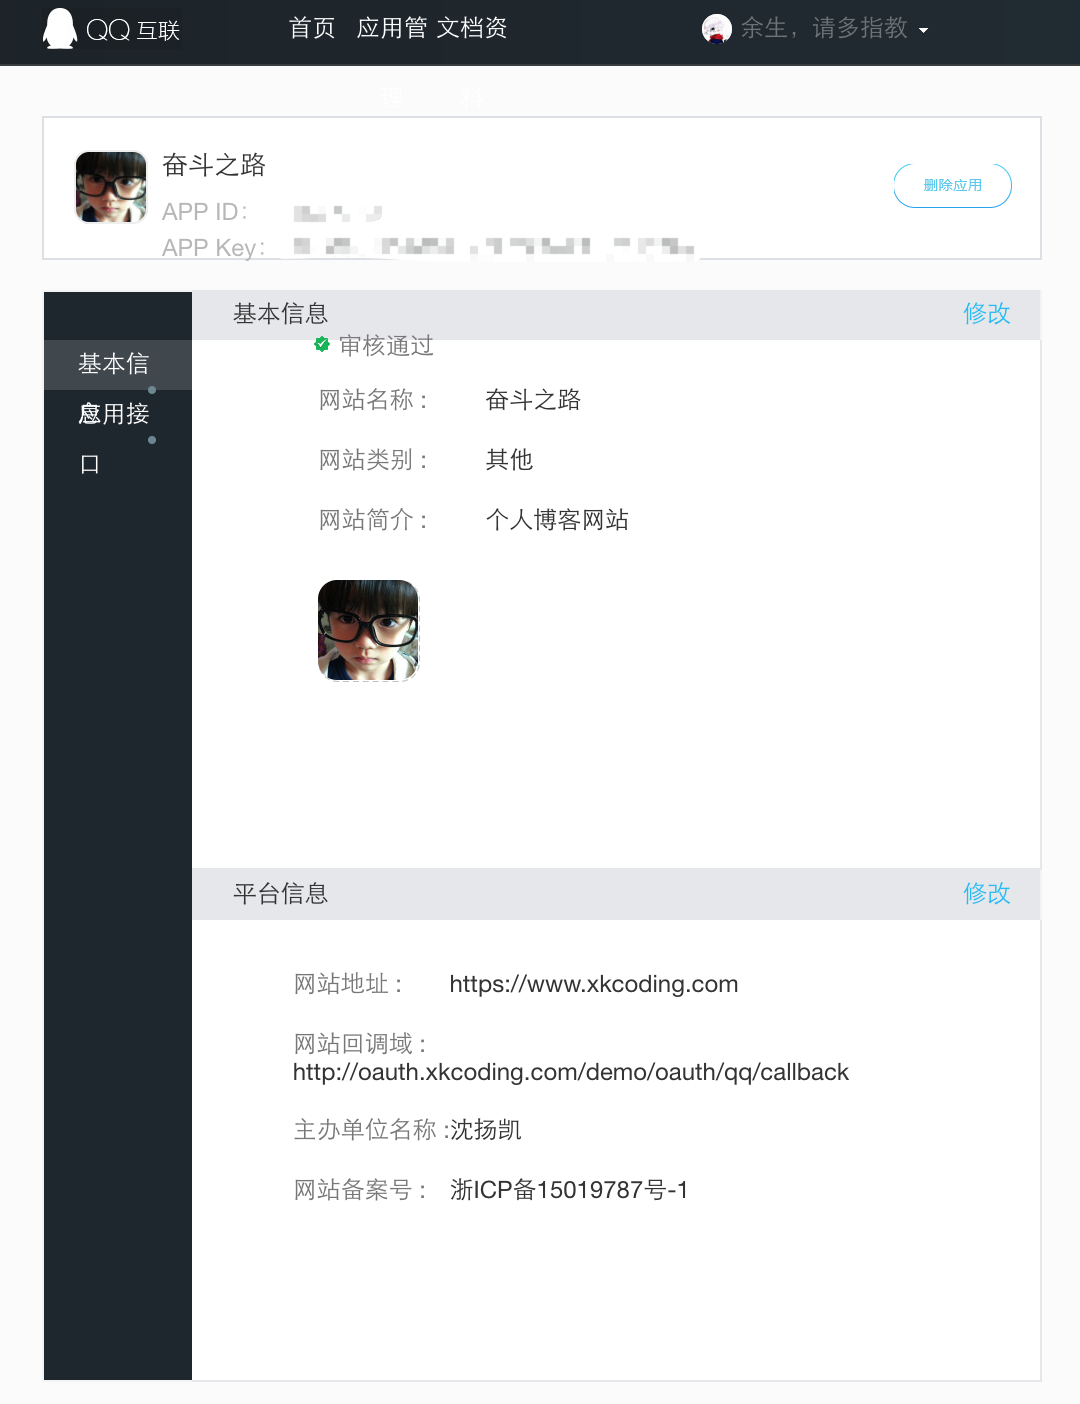 QQ 互联
首页 应用管 文档资 余生，请多指教
理 料
奋斗之路
删除应用
APP ID：
APP Key：
基本信息 修改
审核通过
基本信
息
应用接
口
网站名称： 奋斗之路
网站类别： 其他
网站简介： 个人博客网站
平台信息 修改
网站地址： https://www.xkcoding.com
网站回调域：
http://oauth.xkcoding.com/demo/oauth/qq/callback
主办单位名称：沈扬凯
网站备案号： 浙ICP备15019787号-1